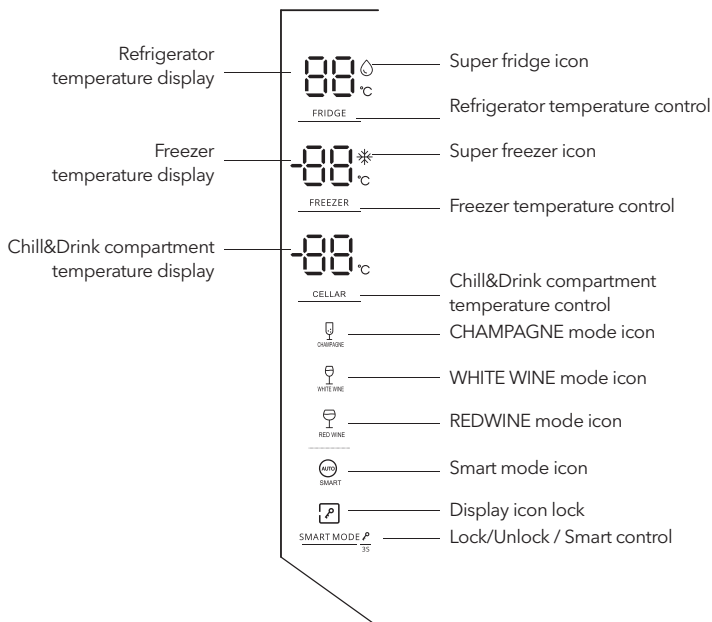 Refrigerator
temperature display
Freezer
temperature display
Chill&Drink compartment
temperature display
88
°C
FRIDGE
-88
°C
FREEZER
-88
°C
CELLAR
CHAMPAGNE
WHITE WINE
RED WINE
AUTO
SMART
SMART MODE
3S
Super fridge icon
Refrigerator temperature control
Super freezer icon
Freezer temperature control
Chill&Drink compartment
temperature control
CHAMPAGNE mode icon
WHITE WINE mode icon
REDWINE mode icon
Smart mode icon
Display icon lock
Lock/Unlock / Smart control